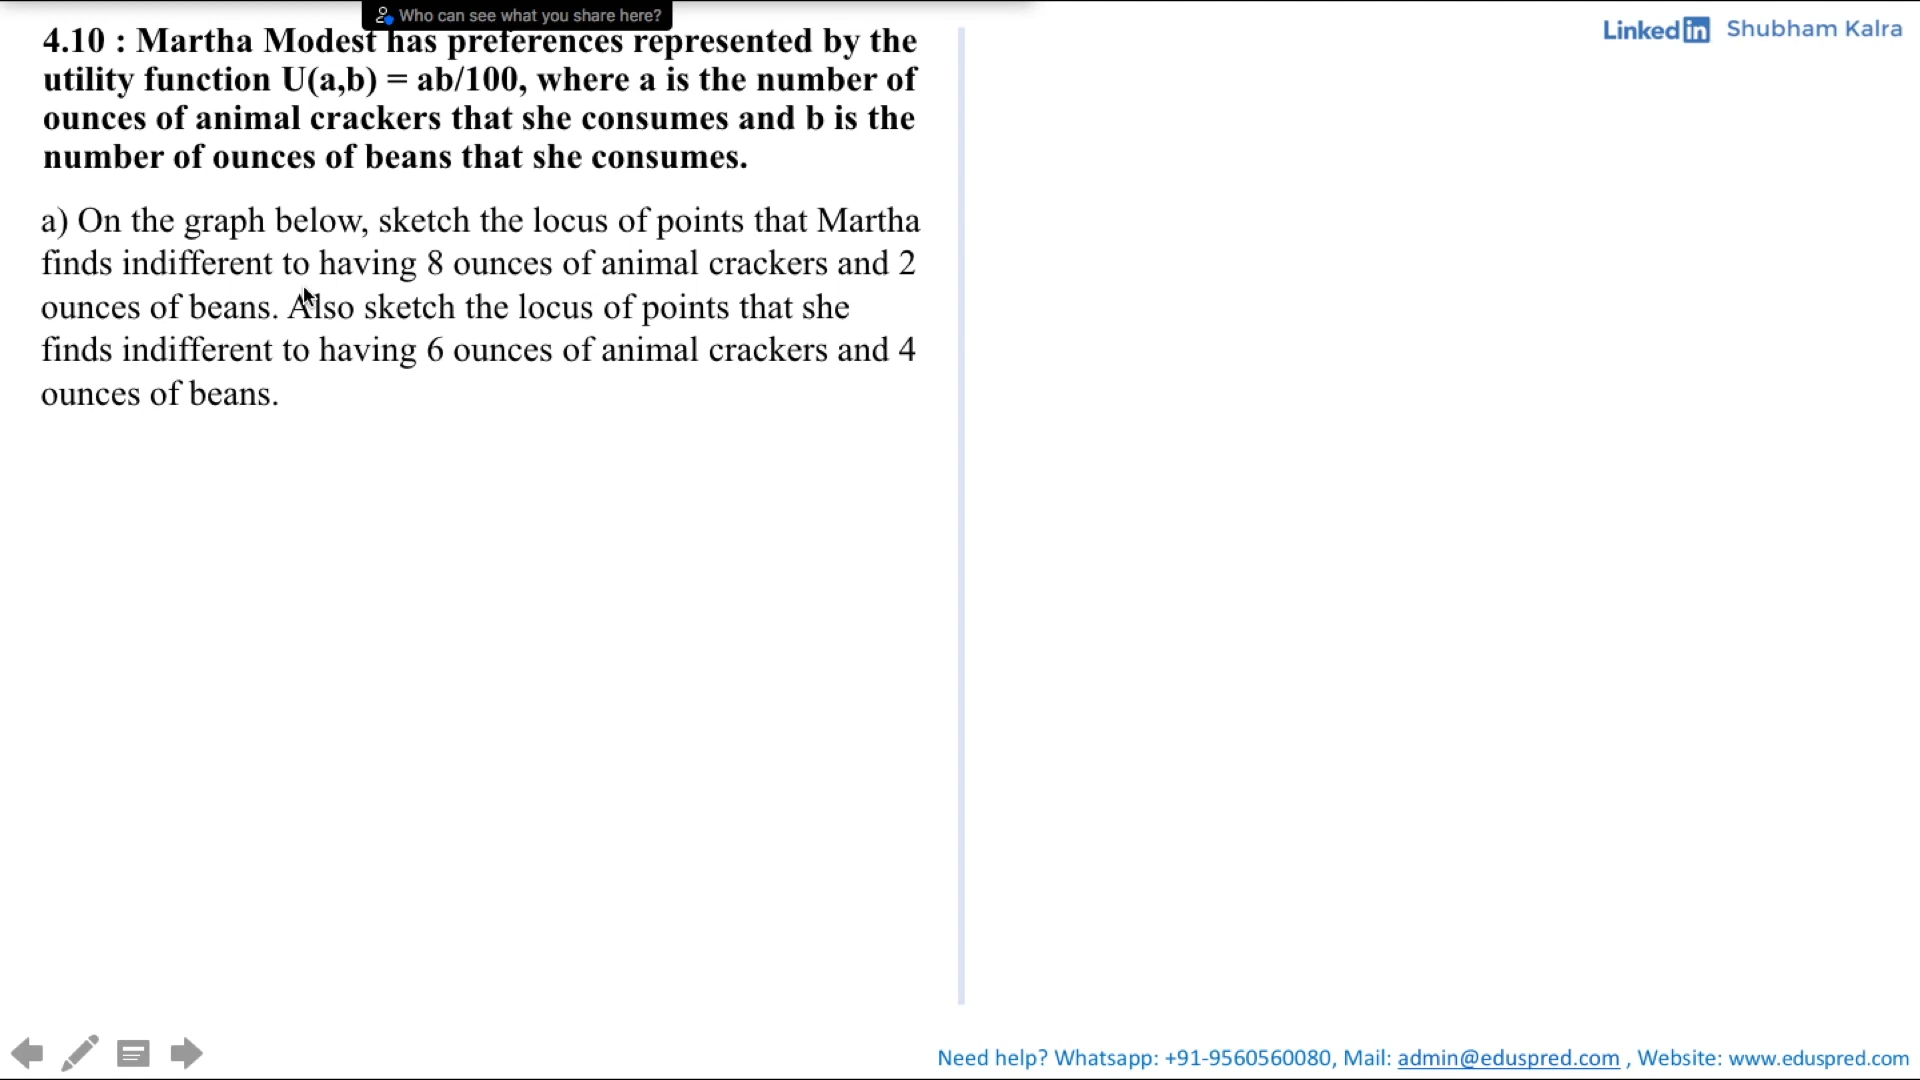 Who can see what you share here?
4.10 : Martha Modest has preferences represented by the
utility function U(a,b) = ab/100, where a is the number of
ounces of animal crackers that she consumes and b is the
number of ounces of beans that she consumes.
a) On the graph below, sketch the locus of points that Martha
finds indifferent to having 8 ounces of animal crackers and 2
ounces of beans. Also sketch the locus of points that she
finds indifferent to having 6 ounces of animal crackers and 4
ounces of beans.
Linked in Shubham Kalra
Need help? Whatsapp: +91-9560560080, Mail: admin@eduspred.com , Website: www.eduspred.com